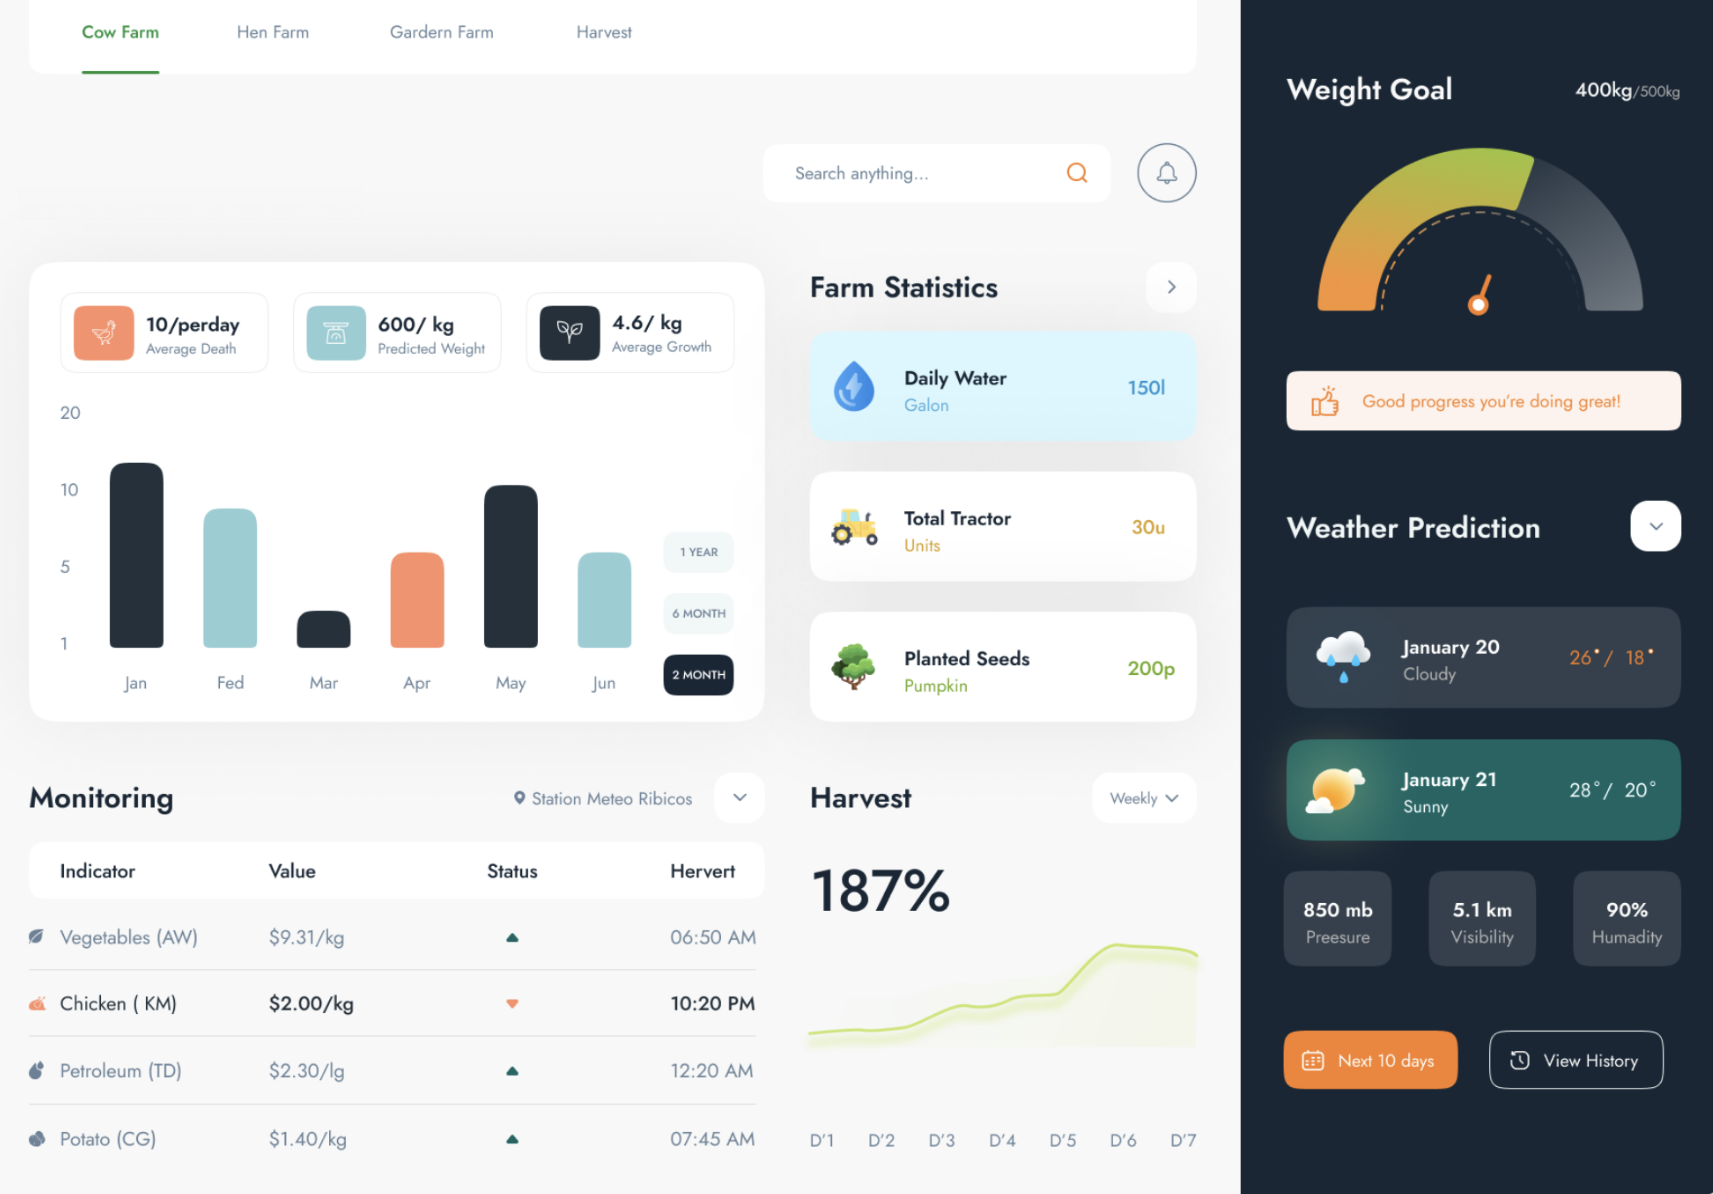 Cow Farm
Hen Farm
Gardern Farm
Harvest
Search anything...
10/perday
Average Death
600/ kg
Predicted Weight
4.6/ kg
Average Growth
20
10
5
1
Jan
Fed
Mar
Apr
May
Jun
1 YEAR
6 MONTH
2 MONTH
Farm Statistics
Daily Water
Galon
150l
Total Tractor
Units
30u
Planted Seeds
Pumpkin
200p
Monitoring
Station Meteo Ribicos
Indicator Value Status Hervert
Vegetables (AW) $9.31/kg 06:50 AM
Chicken ( KM) $2.00/kg 10:20 PM
Petroleum (TD) $2.30/lg 12:20 AM
Potato (CG) $1.40/kg 07:45 AM
Harvest
Weekly
187%
D'1 D'2 D'3 D'4 D'5 D'6 D'7
Weight Goal
400kg/500kg
Good progress you're doing great!
Weather Prediction
January 20
Cloudy
26°/ 18°
January 21
Sunny
28°/ 20°
850 mb
Preesure
5.1 km
Visibility
90%
Humadity
Next 10 days
View History